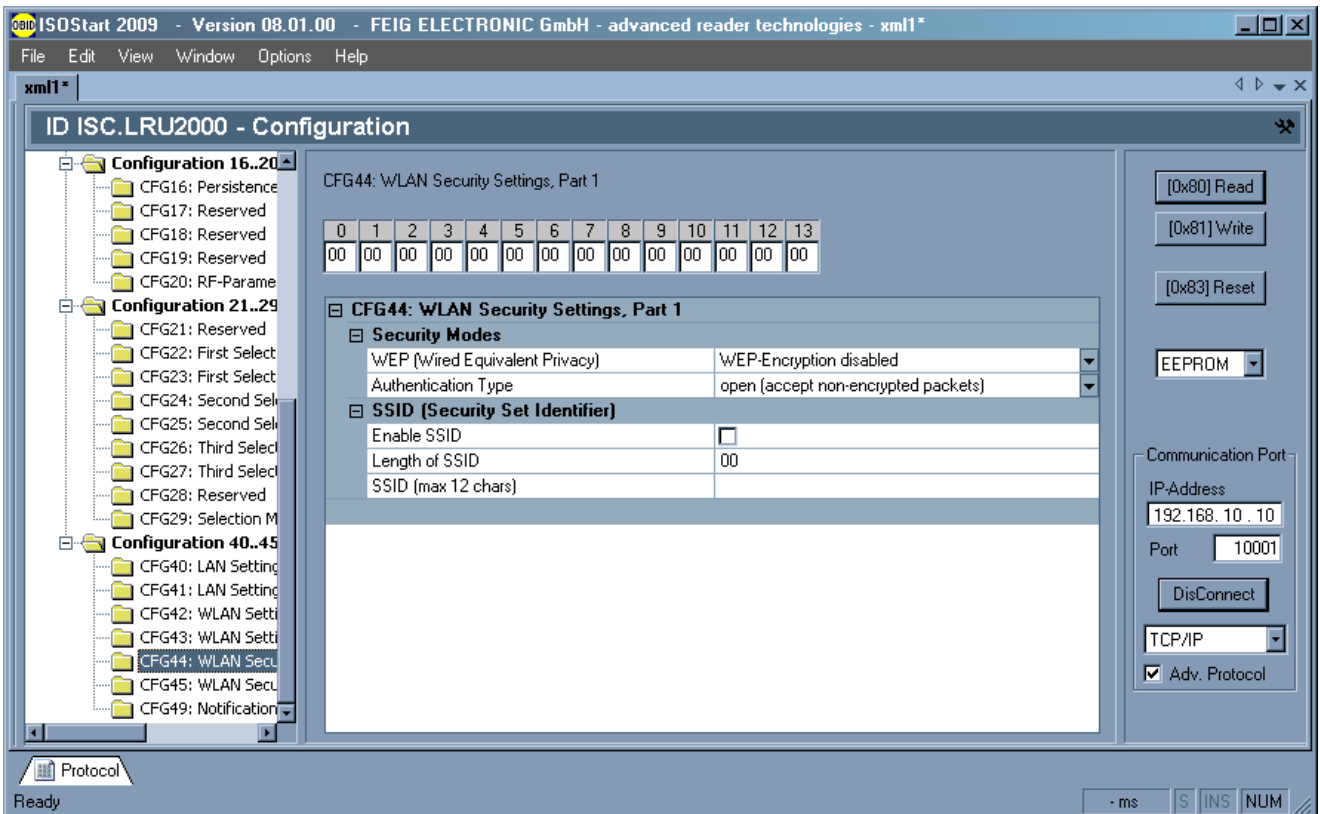 OBID ISOStart 2009 - Version 08.01.00 - FEIG ELECTRONIC GmbH - advanced reader technologies - xml1*
File Edit View Window Options Help
xml1*
ID ISC.LRU2000 - Configuration
Configuration 16..20
CFG16: Persistence
CFG17: Reserved
CFG18: Reserved
CFG19: Reserved
CFG20: RF-Parame
Configuration 21..29
CFG21: Reserved
CFG22: First Select
CFG23: First Select
CFG24: Second Sele
CFG25: Second Sele
CFG26: Third Select
CFG27: Third Select
CFG28: Reserved
CFG29: Selection M
Configuration 40..45
CFG40: LAN Setting
CFG41: LAN Setting
CFG42: WLAN Setti
CFG43: WLAN Setti
CFG44: WLAN Secu
CFG45: WLAN Secu
CFG49: Notification
CFG44: WLAN Security Settings, Part 1
0 1 2 3 4 5 6 7 8 9 10 11 12 13
00 00 00 00 00 00 00 00 00 00 00 00 00 00
CFG44: WLAN Security Settings, Part 1
Security Modes
WEP (Wired Equivalent Privacy) WEP-Encryption disabled
Authentication Type open (accept non-encrypted packets)
SSID (Security Set Identifier)
Enable SSID
Length of SSID 00
SSID (max 12 chars)
[0x80] Read
[0x81] Write
[0x83] Reset
EEPROM
Communication Port
IP-Address
192.168. 10 . 10
Port 10001
DisConnect
TCP/IP
Adv. Protocol
Protocol
Ready - ms S INS NUM